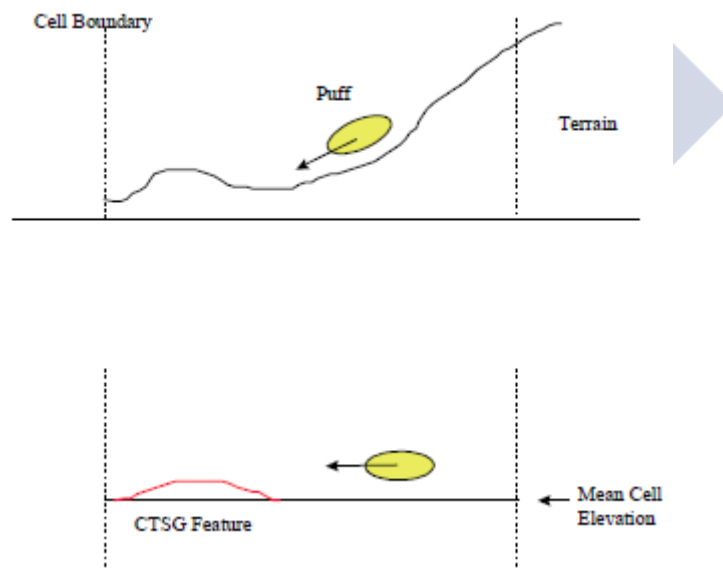 Cell Boundary
Puff
Terrain
Mean Cell
Elevation
CTSG Feature